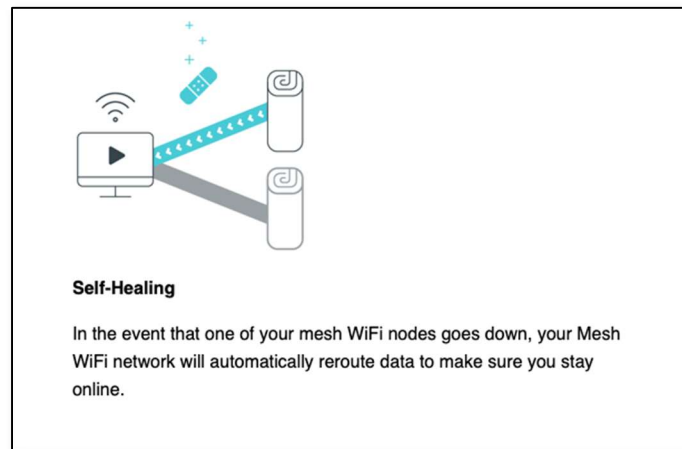 Self-Healing
In the event that one of your mesh WiFi nodes goes down, your Mesh
WiFi network will automatically reroute data to make sure you stay
online.